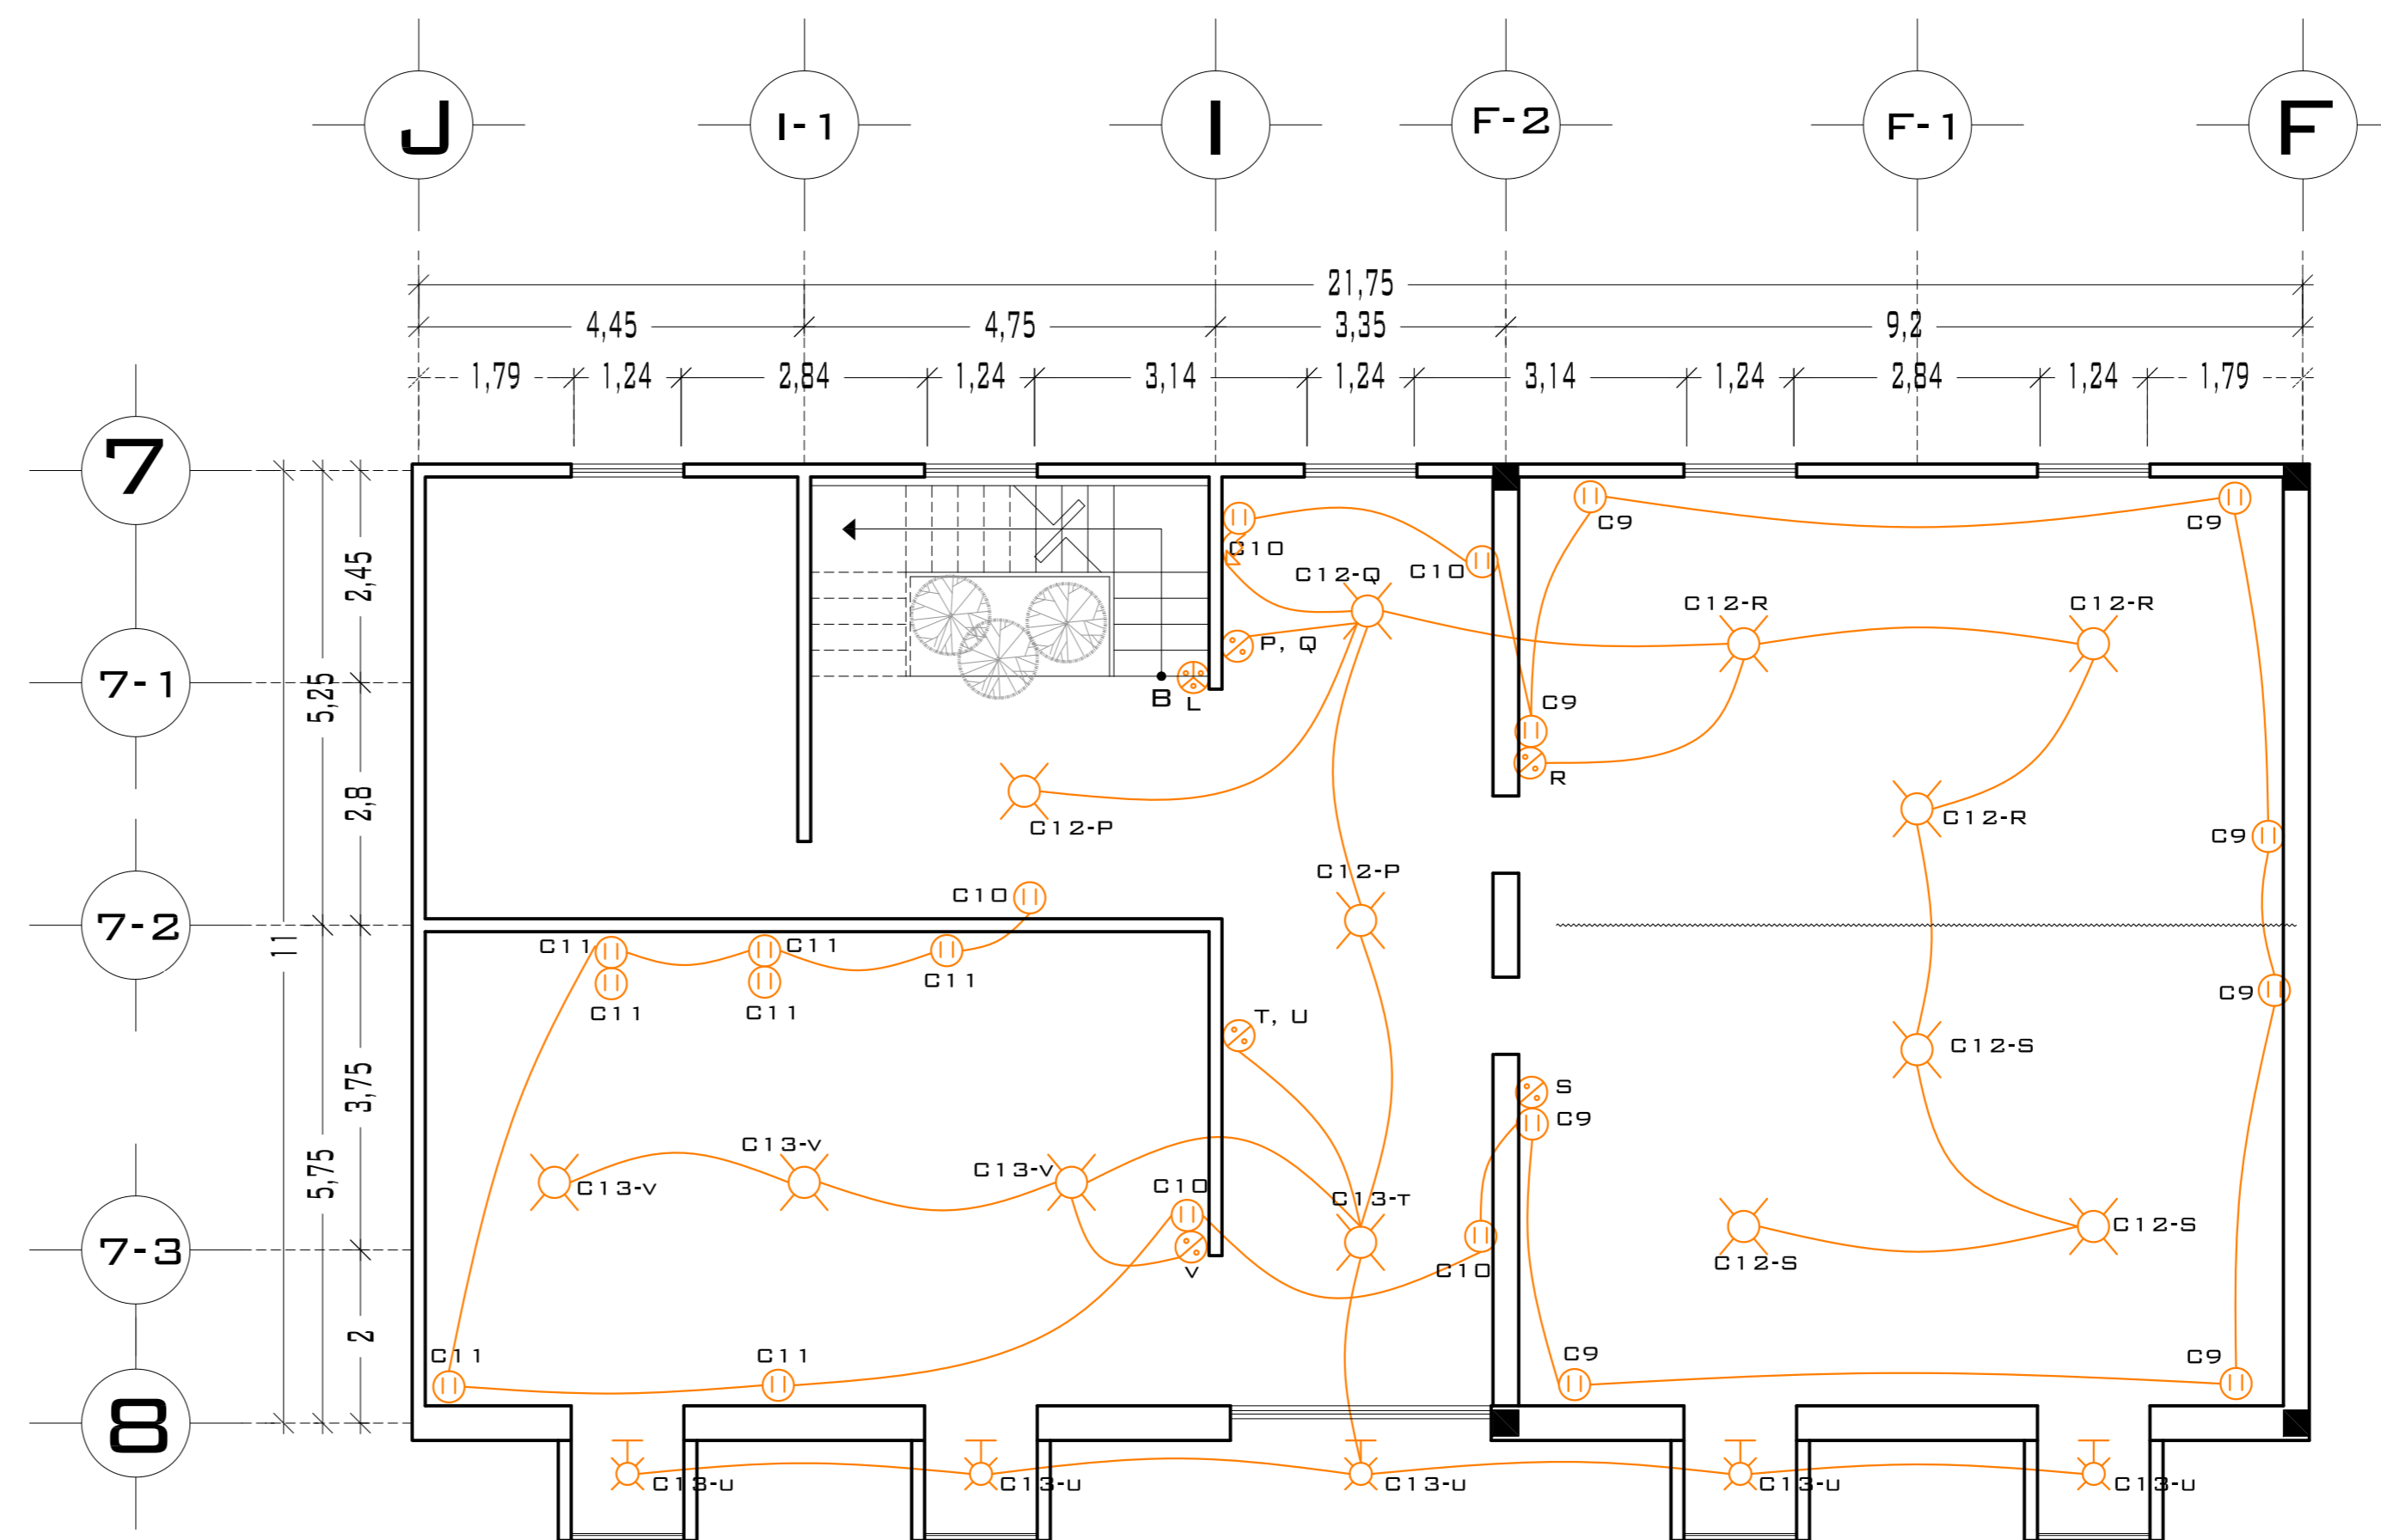 J I-1 I F-2 F-1 F
21,75
4,45 4,75 3,35 9,2
1,79 1,24 2,84 1,24 3,14 1,24 3,14 1,24 2,84 1,24 1,79
7
7-1
7-2
7-3
8
11
5,25
5,75
2,45
2,8
3,75
2
C9 C9
C10 C10
C12-Q
C12-R C12-R
P, Q
B L
C9
R
C12-P C12-R C9
C12-P
C10
C11 C11 C11
C11 C11
C9
T, U
C12-S
S
C9
C13-V
C13-V C13-V
C10 C13-T
C12-S
C12-S
V
C10
C11 C11 C9 C9
C13-U C13-U C13-U C13-U C13-U